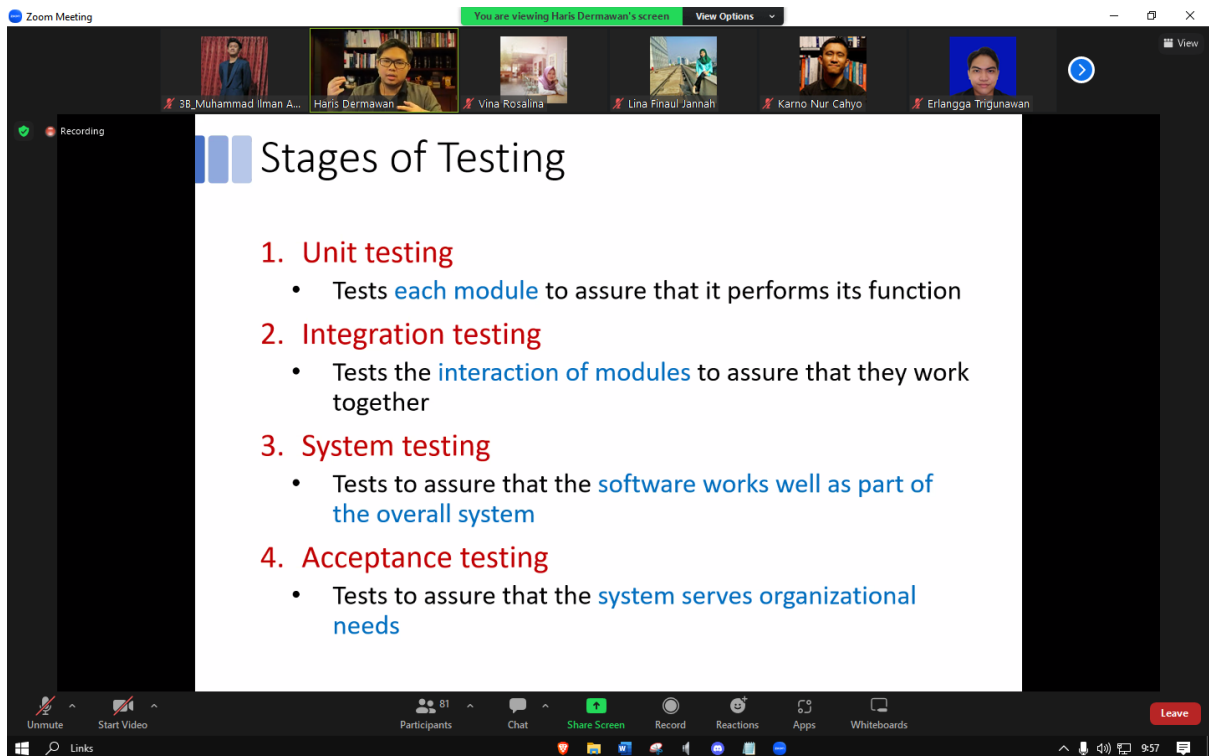 Zoom Meeting
You are viewing Haris Dermawan's screen
View Options
View
3B_Muhammad Ilman A...
Haris Dermawan
Vina Rosalina
Lina Finaul Jannah
Karno Nur Cahyo
Erlangga Trigunawan
Recording
Stages of Testing
1. Unit testing
• Tests each module to assure that it performs its function
2. Integration testing
• Tests the interaction of modules to assure that they work
together
3. System testing
• Tests to assure that the software works well as part of
the overall system
4. Acceptance testing
• Tests to assure that the system serves organizational
needs
Unmute
Start Video
81
Participants
Chat
Share Screen
Record
Reactions
Apps
Whiteboards
Leave
Links
9:57